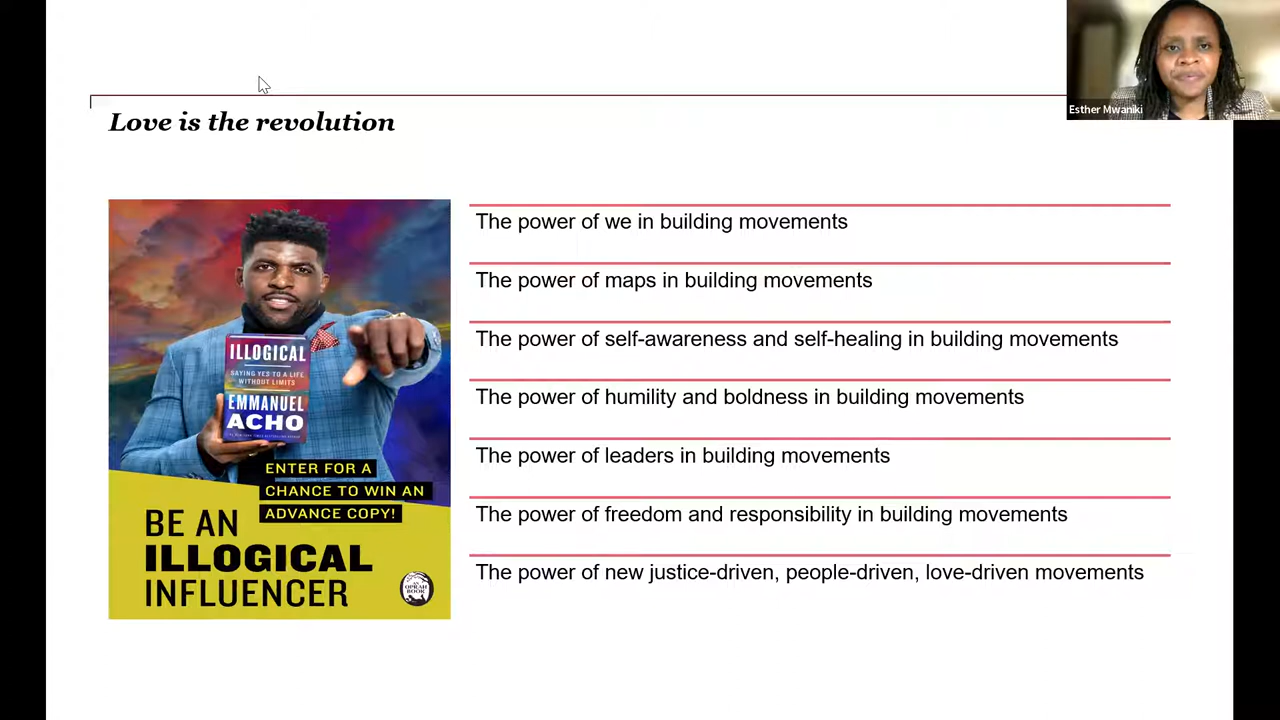 Esther Mwaniki
Love is the revolution
ILLOGICAL
SAYING YES TO A LIFE
WITHOUT LIMITS
EMMANUEL
ACHO
ENTER FOR A
CHANCE TO WIN AN
ADVANCE COPY!
BE AN
ILLOGICAL
INFLUENCER
AN
OPRAH
BOOK
The power of we in building movements
The power of maps in building movements
The power of self-awareness and self-healing in building movements
The power of humility and boldness in building movements
The power of leaders in building movements
The power of freedom and responsibility in building movements
The power of new justice-driven, people-driven, love-driven movements